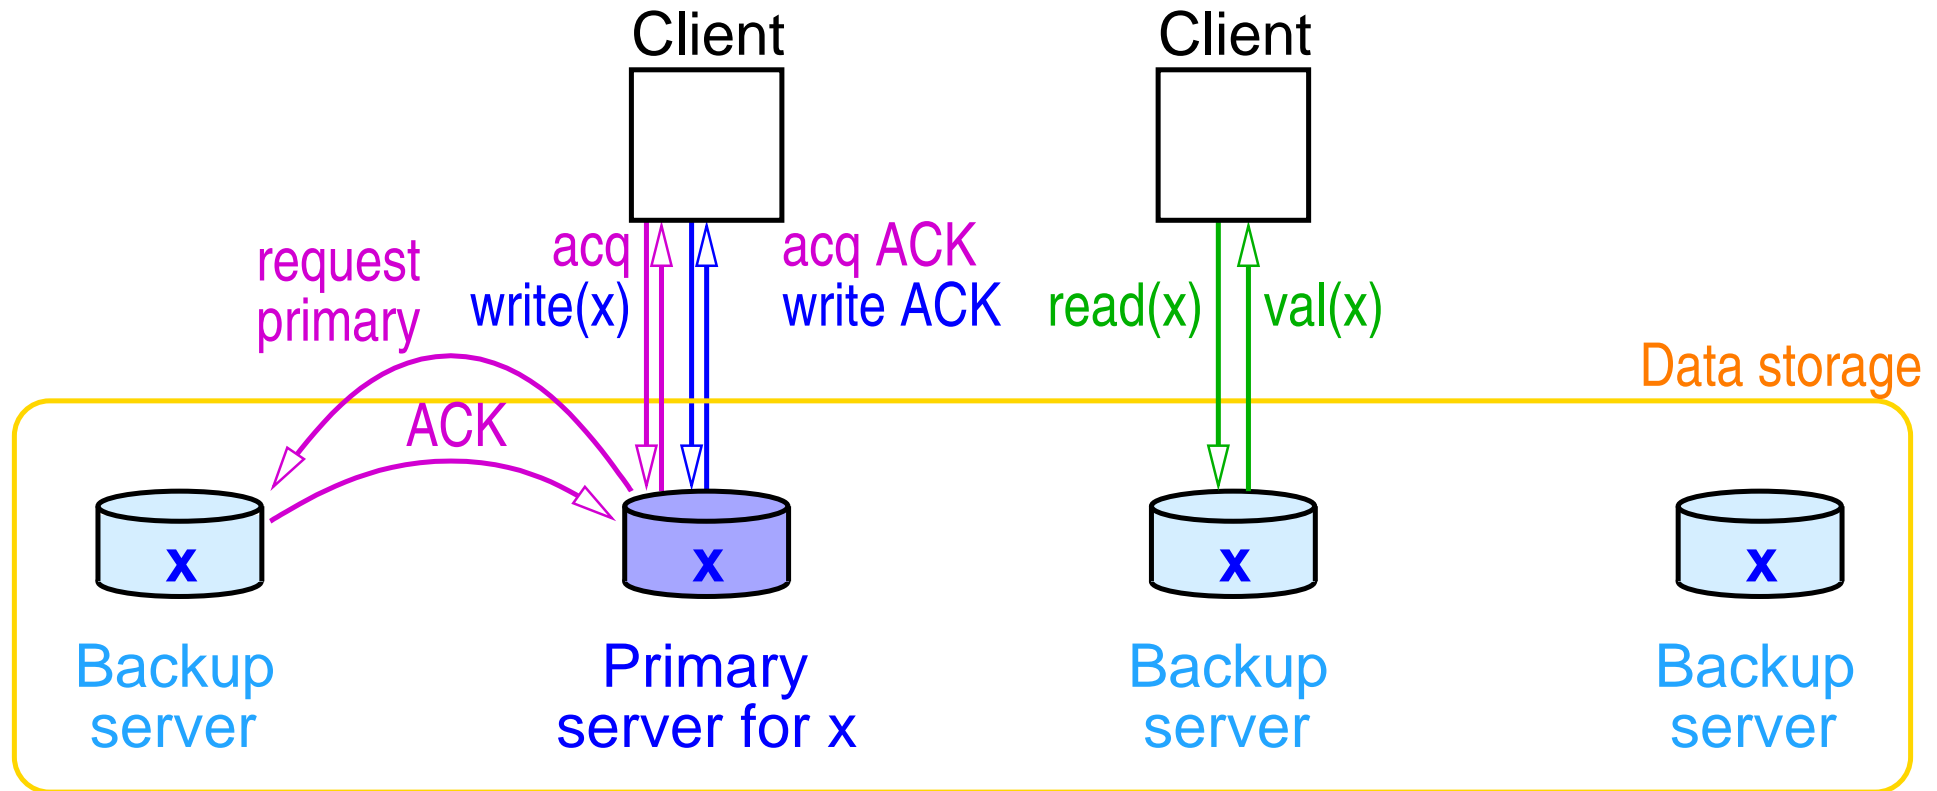 Client
Client
request
primary
acq
write(x)
acq ACK
write ACK
read(x)
val(x)
Data storage
ACK
x
x
x
x
Backup
server
Primary
server for x
Backup
server
Backup
server